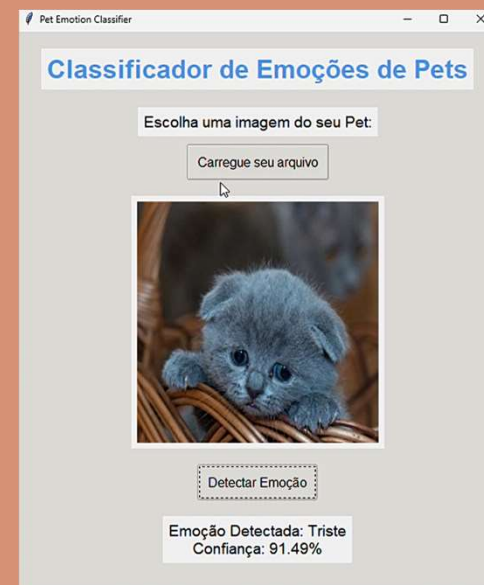 Pet Emotion Classifier
Classificador de Emoções de Pets
Escolha uma imagem do seu Pet:
Carregue seu arquivo
Detectar Emoção
Emoção Detectada: Triste
Confiança: 91.49%